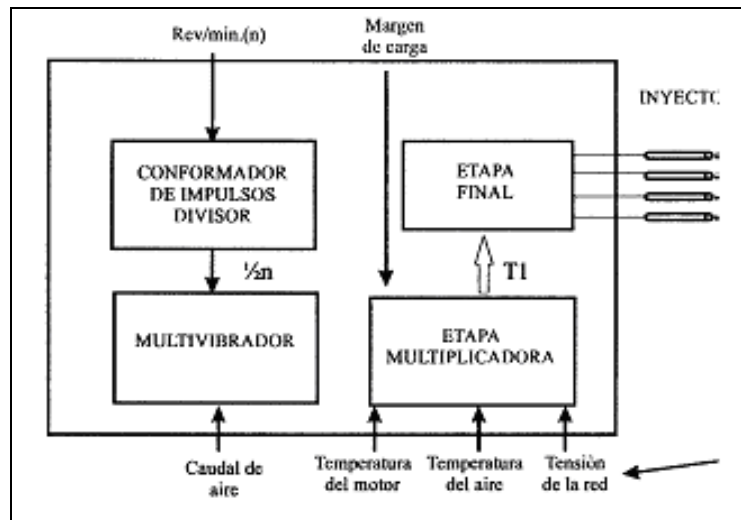 Rev/min.(n)
Margen
de carga
INYECTO
CONFORMADOR
DE IMPULSOS
DIVISOR
ETAPA
FINAL
½n
T1
MULTIVIBRADOR
ETAPA
MULTIPLICADORA
Caudal de
aire
Temperatura
del motor
Temperatura
del aire
Tensiòn
de la red